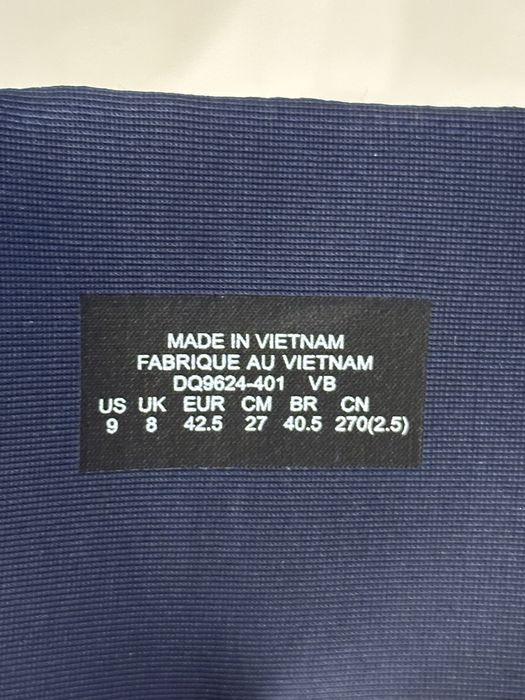 MADE IN VIETNAM
FABRIQUE AU VIETNAM
DQ9624-401 VB
US UK EUR CM BR CN
9 8 42.5 27 40.5 270(2.5)